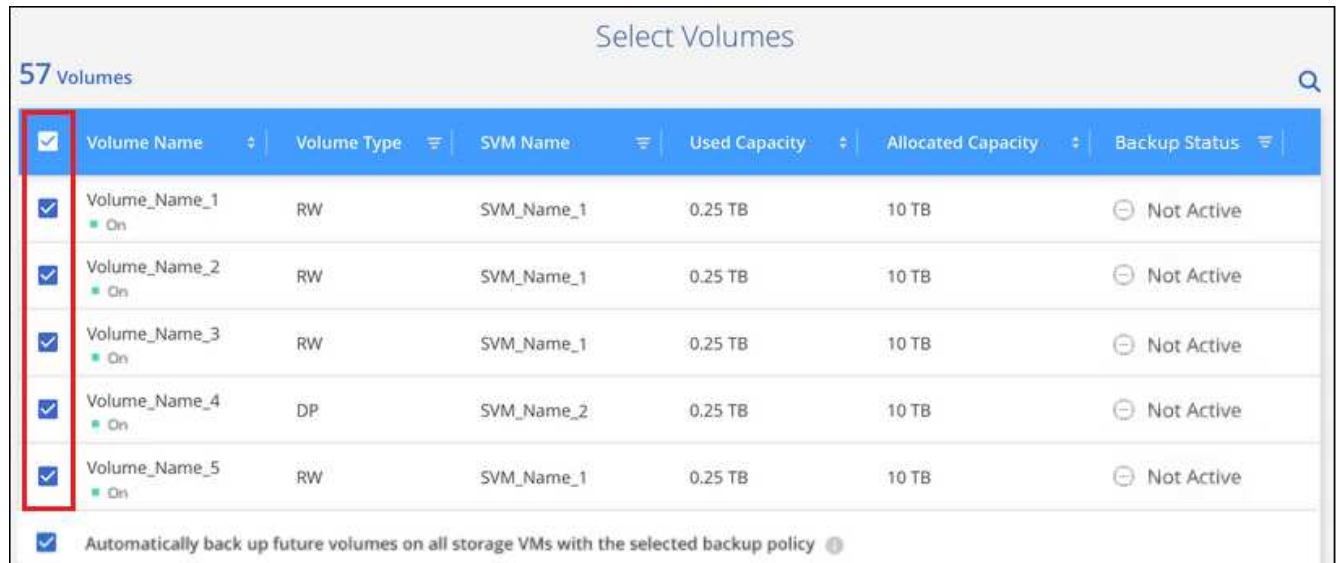 Select Volumes
57 Volumes
Volume Name Volume Type SVM Name Used Capacity Allocated Capacity Backup Status
Volume_Name_1 RW SVM_Name_1 0.25 TB 10 TB Not Active
On
Volume_Name_2 RW SVM_Name_1 0.25 TB 10 TB Not Active
On
Volume_Name_3 RW SVM_Name_1 0.25 TB 10 TB Not Active
On
Volume_Name_4 DP SVM_Name_2 0.25 TB 10 TB Not Active
On
Volume_Name_5 RW SVM_Name_1 0.25 TB 10 TB Not Active
On
Automatically back up future volumes on all storage VMs with the selected backup policy